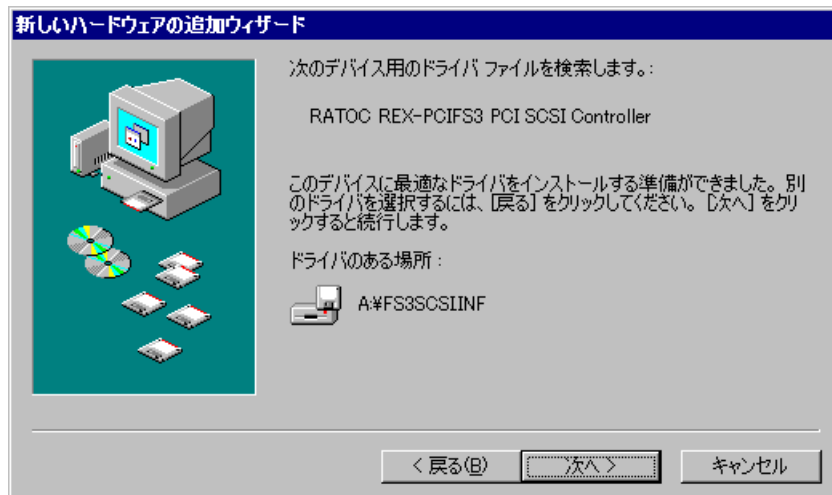 新しいハードウェアの追加ウィザード
次のデバイス用のドライバ ファイルを検索します。:
RATOC REX-PCIFS3 PCI SCSI Controller
このデバイスに最適なドライバをインストールする準備ができました。別
のドライバを選択するには、[戻る] をクリックしてください。[次へ] をクリ
ックすると続行します。
ドライバのある場所 :
A:¥FS3SCSI.INF
< 戻る(B)
次へ >
キャンセル